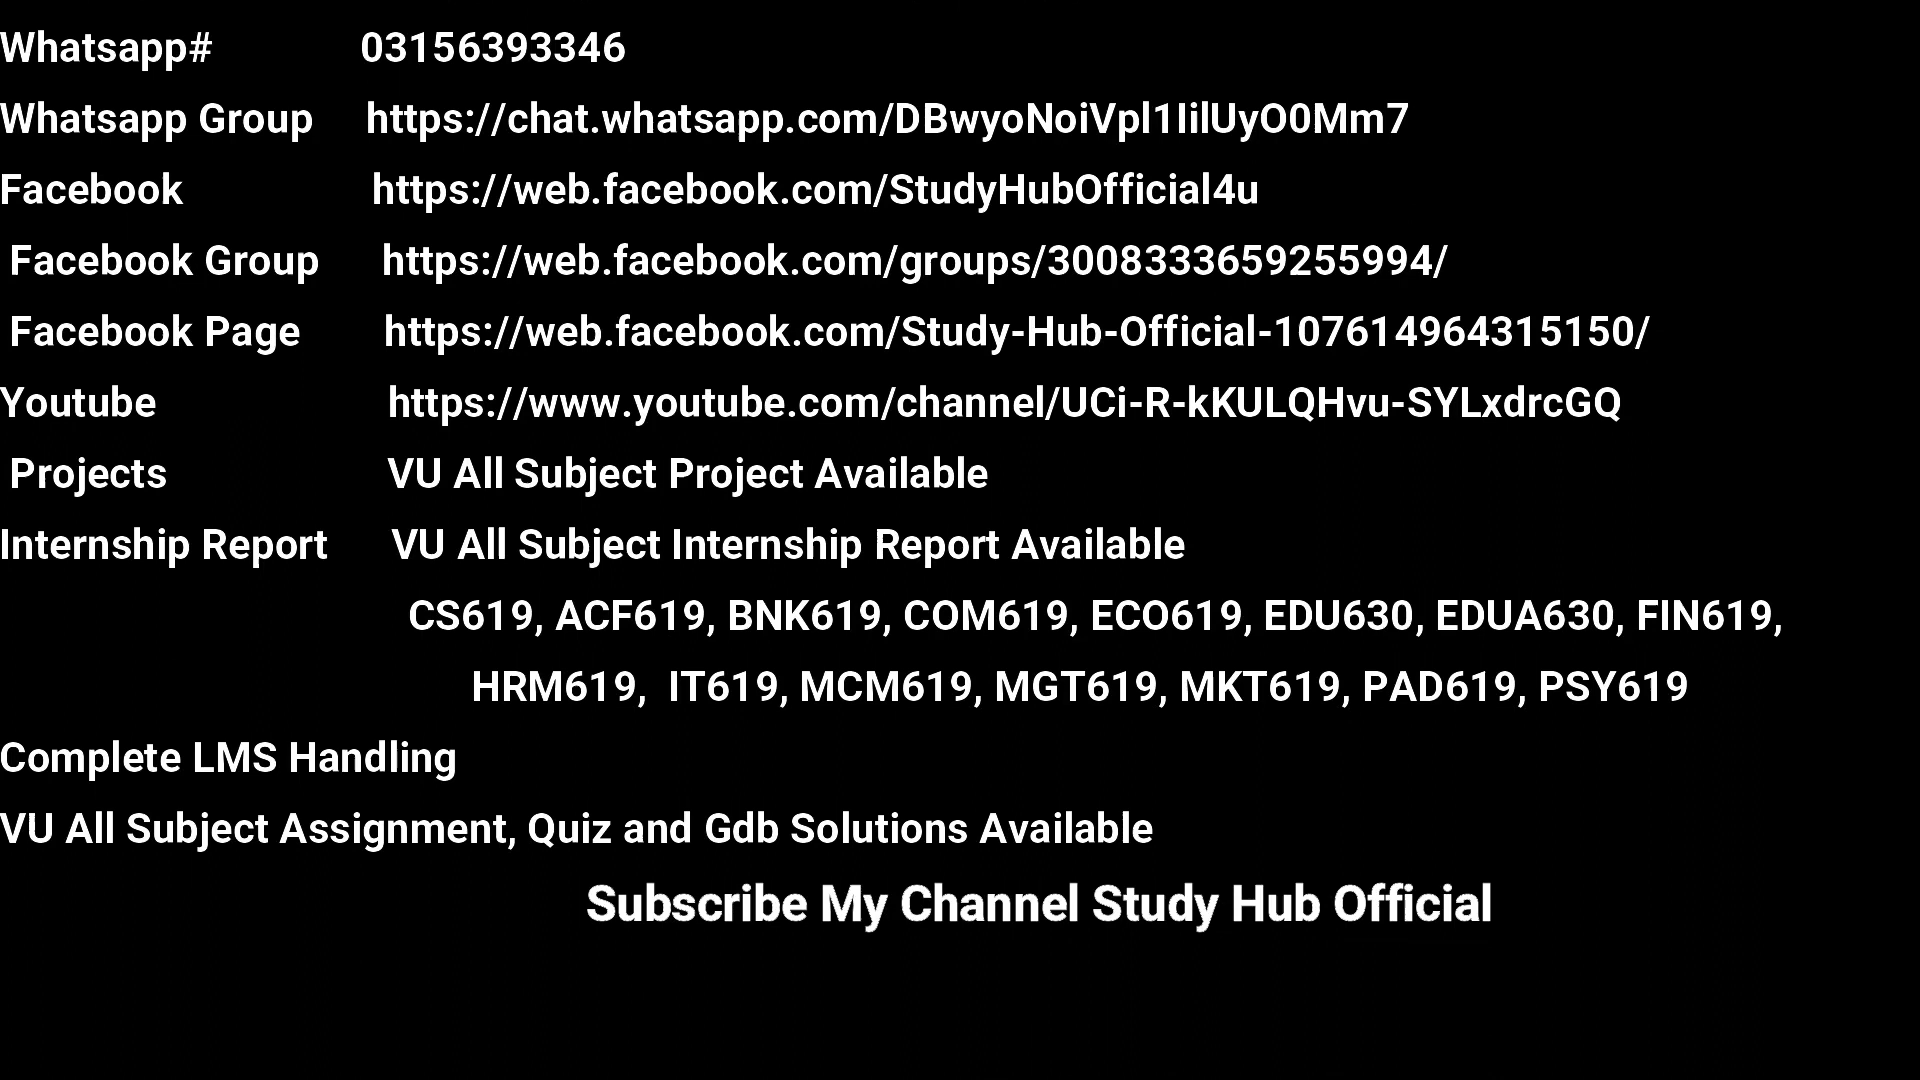 Whatsapp# 03156393346
Whatsapp Group https://chat.whatsapp.com/DBwyoNoiVpl1IilUyO0Mm7
Facebook https://web.facebook.com/StudyHubOfficial4u
Facebook Group https://web.facebook.com/groups/3008333659255994/
Facebook Page https://web.facebook.com/Study-Hub-Official-107614964315150/
Youtube https://www.youtube.com/channel/UCi-R-kKULQHvu-SYLxdrcGQ
Projects VU All Subject Project Available
Internship Report VU All Subject Internship Report Available
CS619, ACF619, BNK619, COM619, ECO619, EDU630, EDUA630, FIN619,
HRM619, IT619, MCM619, MGT619, MKT619, PAD619, PSY619
Complete LMS Handling
VU All Subject Assignment, Quiz and Gdb Solutions Available
Subscribe My Channel Study Hub Official